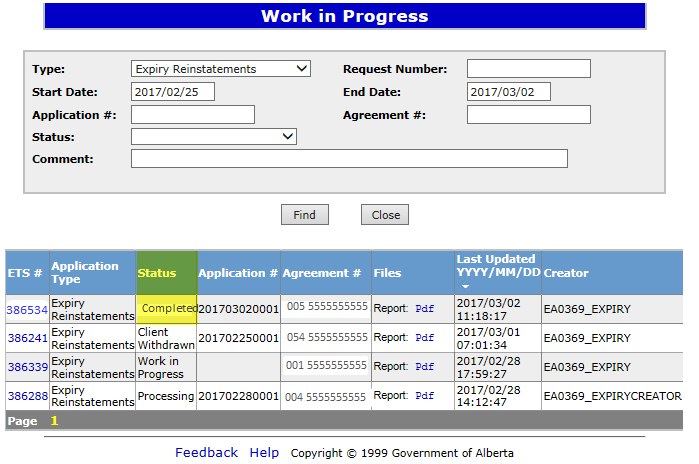 Work in Progress
Type: Expiry Reinstatements Request Number:
Start Date: 2017/02/25 End Date: 2017/03/02
Application #: Agreement #:
Status:
Comment:
Find Close
ETS # Application Type Status Application # Agreement # Files Last Updated YYYY/MM/DD Creator
386534 Expiry Reinstatements Completed 201703020001 005 5555555555 Report: Pdf 2017/03/02 11:18:17 EA0369_EXPIRY
386241 Expiry Reinstatements Client Withdrawn 201702250001 054 5555555555 Report: Pdf 2017/03/01 07:01:34 EA0369_EXPIRY
386339 Expiry Reinstatements Work in Progress 001 5555555555 Report: Pdf 2017/02/28 17:59:27 EA0369_EXPIRY
386288 Expiry Reinstatements Processing 201702280001 004 5555555555 Report: Pdf 2017/02/28 14:12:47 EA0369_EXPIRYCREATOR
Page 1
Feedback Help Copyright © 1999 Government of Alberta